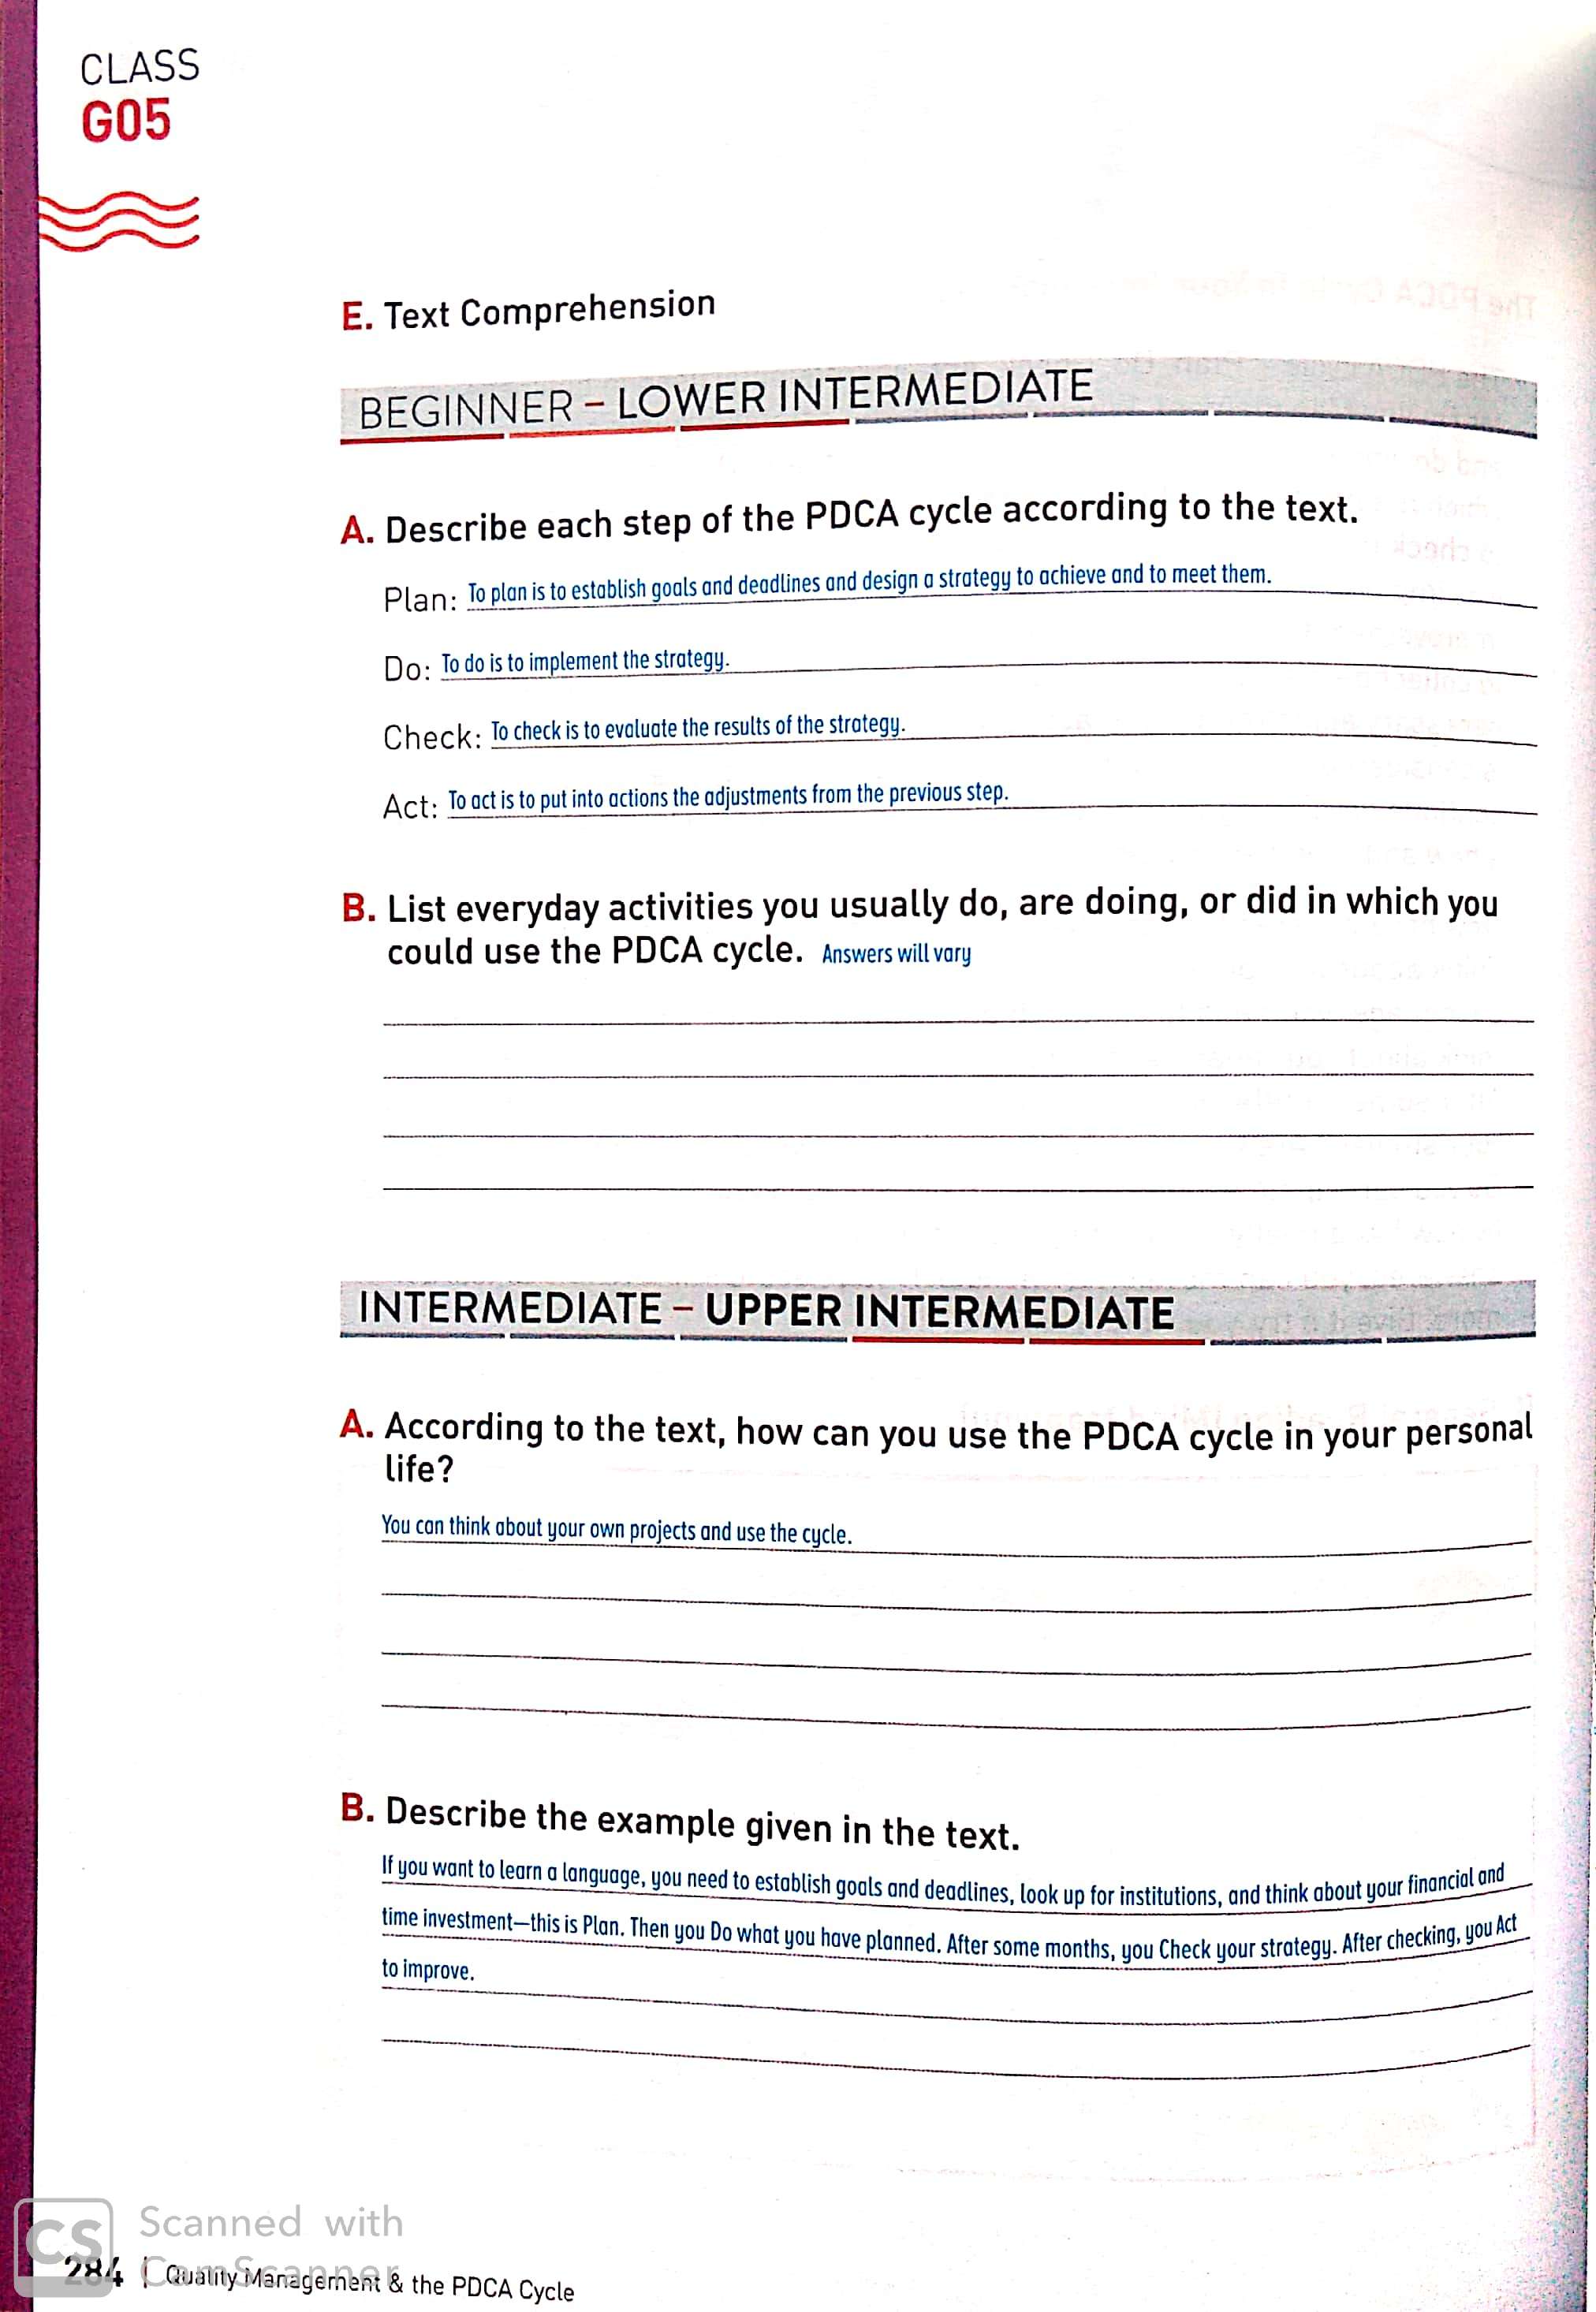 CLASS
G05
E. Text Comprehension
BEGINNER – LOWER INTERMEDIATE
A. Describe each step of the PDCA cycle according to the text.
Plan: To plan is to establish goals and deadlines and design a strategy to achieve and to meet them.
Do: To do is to implement the strategy.
Check: To check is to evaluate the results of the strategy.
Act: To act is to put into actions the adjustments from the previous step.
B. List everyday activities you usually do, are doing, or did in which you
could use the PDCA cycle. Answers will vary
INTERMEDIATE – UPPER INTERMEDIATE
A. According to the text, how can you use the PDCA cycle in your personal
life?
You can think about your own projects and use the cycle.
B. Describe the example given in the text.
If you want to learn a language, you need to establish goals and deadlines, look up for institutions, and think about your financial and
time investment—this is Plan. Then you Do what you have planned. After some months, you Check your strategy. After checking, you Act
to improve.
CS Scanned with
CamScanner
284 | Quality Management & the PDCA Cycle